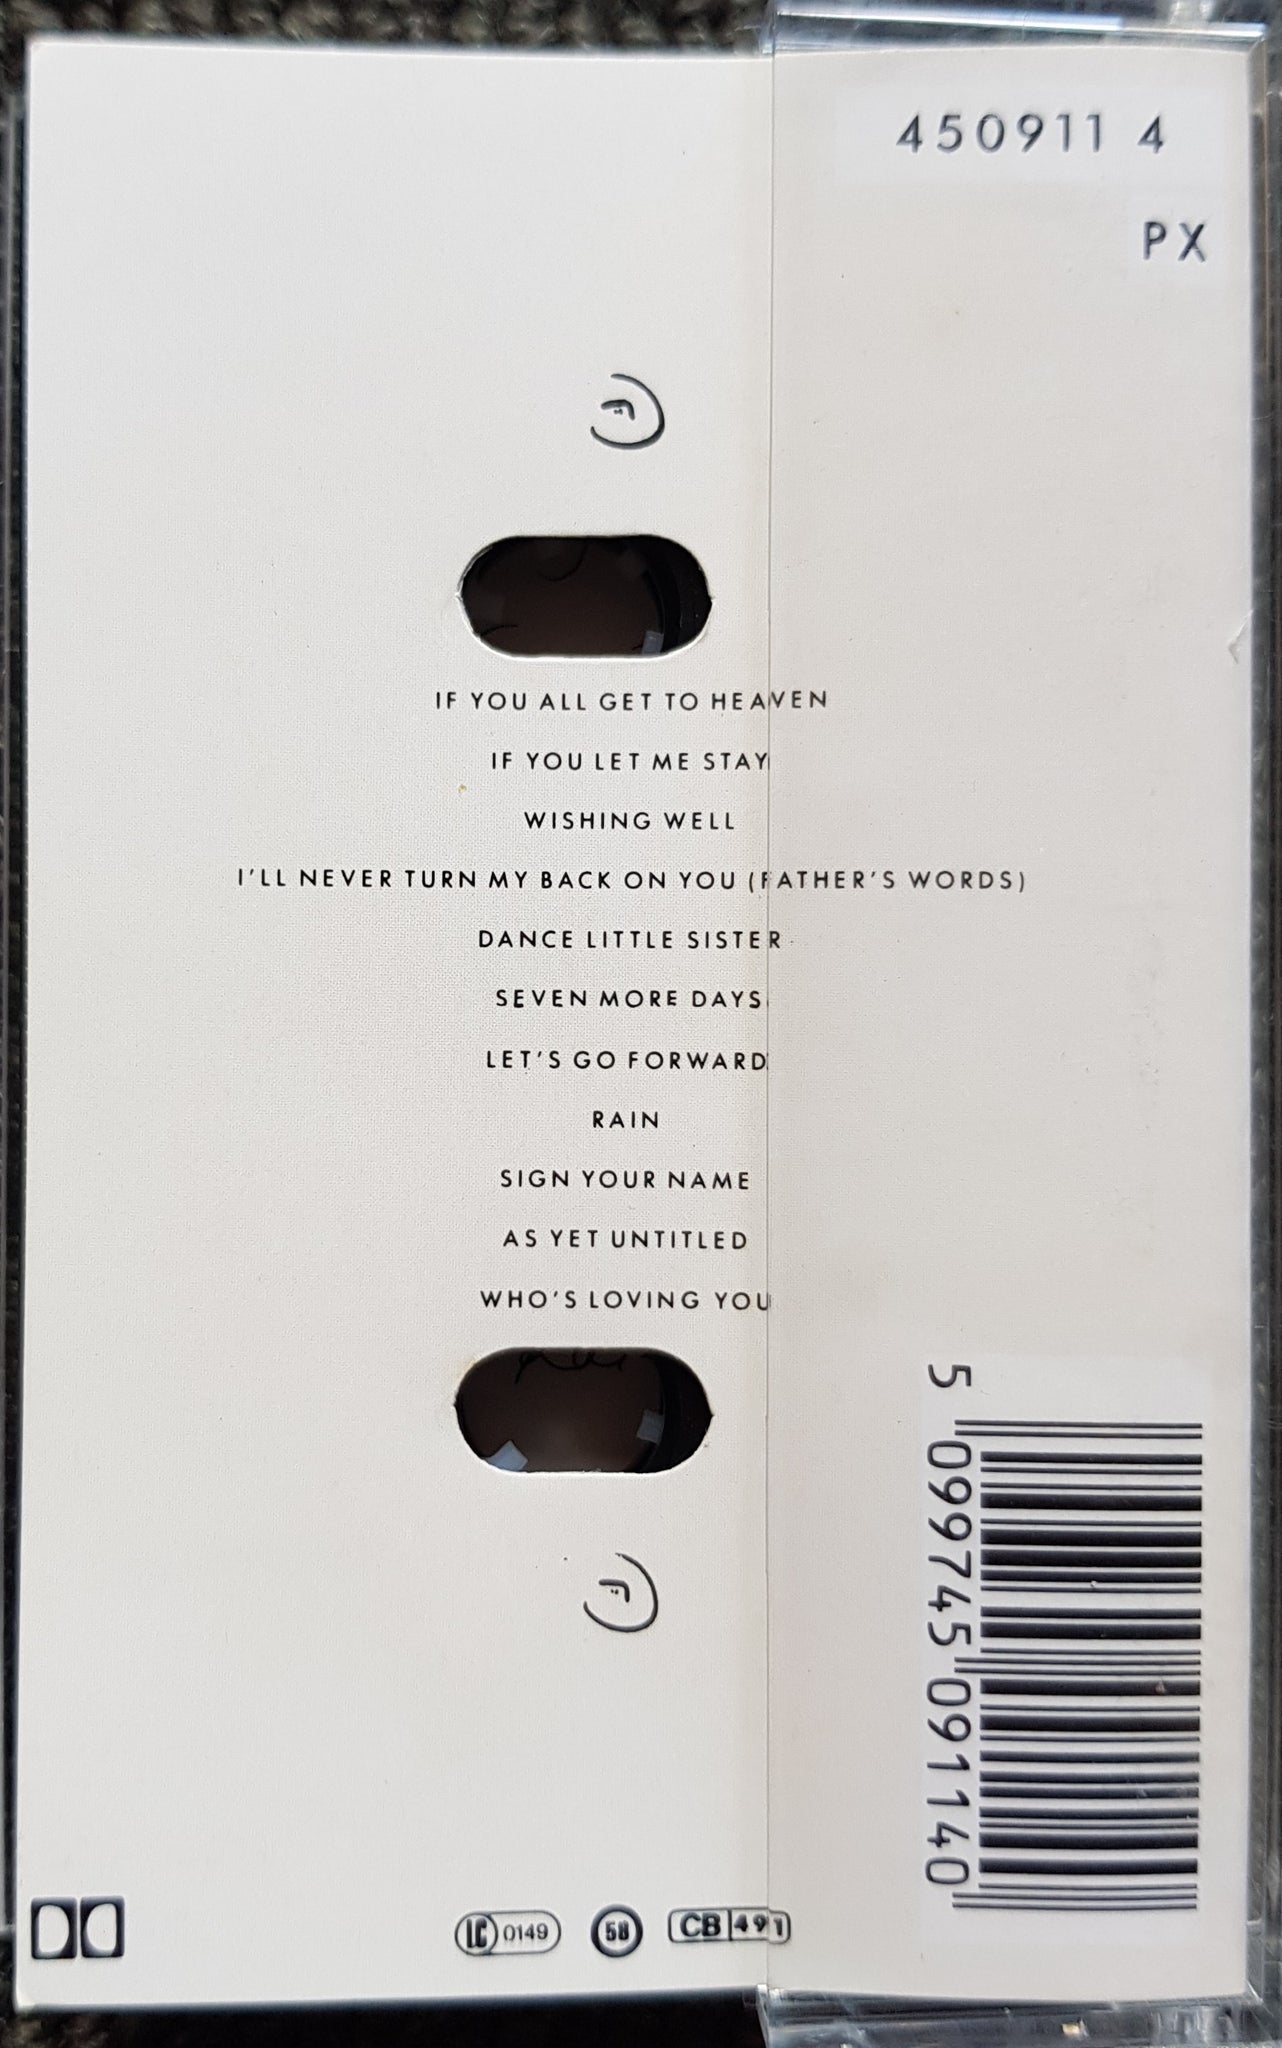 450911 4
PX
IF YOU ALL GET TO HEAVEN
IF YOU LET ME STAY
WISHING WELL
I'LL NEVER TURN MY BACK ON YOU (FATHER'S WORDS)
DANCE LITTLE SISTER
SEVEN MORE DAYS
LET'S GO FORWARD
RAIN
SIGN YOUR NAME
AS YET UNTITLED
WHO'S LOVING YOU
5 099745 091140
LC 0149
58
CB 491